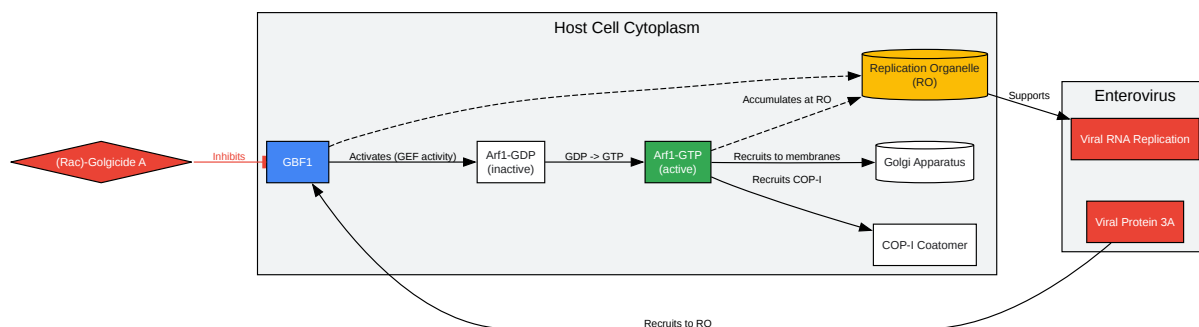 Host Cell Cytoplasm
Replication Organelle
(RO)
Accumulates at RO
Supports
Enterovirus
Viral RNA Replication
(Rac)-Golgicide A
Inhibits
GBF1
Activates (GEF activity)
Arf1-GDP
(inactive)
GDP -> GTP
Arf1-GTP
(active)
Recruits to membranes
Golgi Apparatus
Recruits COP-I
Viral Protein 3A
COP-I Coatomer
Recruits to RO